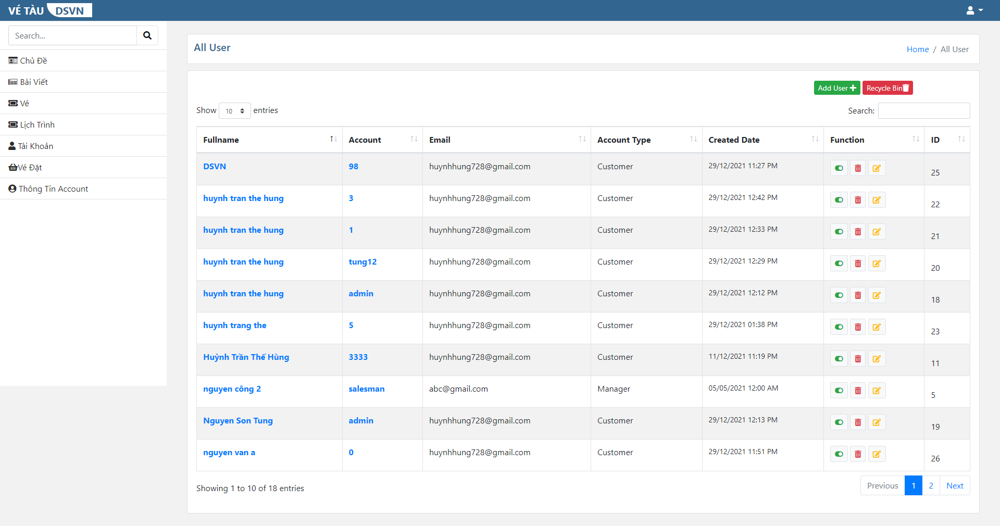 VÉ TÀU DSVN
Search...
Chủ Đề
Bài Viết
Vé
Lịch Trình
Tài Khoản
Vé Đặt
Thông Tin Account
All User
Home / All User
Add User
Recycle Bin
Show 10 entries
Search:
Fullname Account Email Account Type Created Date Function ID
DSVN 98 huynhhung728@gmail.com Customer 29/12/2021 11:27 PM 25
huynh tran the hung 3 huynhhung728@gmail.com Customer 29/12/2021 12:42 PM 22
huynh tran the hung 1 huynhhung728@gmail.com Customer 29/12/2021 12:33 PM 21
huynh tran the hung tung12 huynhhung728@gmail.com Customer 29/12/2021 12:29 PM 20
huynh tran the hung admin huynhhung728@gmail.com Customer 29/12/2021 12:12 PM 18
huynh trang the 5 huynhhung728@gmail.com Customer 29/12/2021 01:38 PM 23
Huỳnh Trần Thế Hùng 3333 huynhhung728@gmail.com Customer 11/12/2021 11:19 PM 11
nguyen công 2 salesman abc@gmail.com Manager 05/05/2021 12:00 AM 5
Nguyen Son Tung admin huynhhung728@gmail.com Customer 29/12/2021 12:13 PM 19
nguyen van a 0 huynhhung728@gmail.com Customer 29/12/2021 11:51 PM 26
Showing 1 to 10 of 18 entries
Previous 1 2 Next